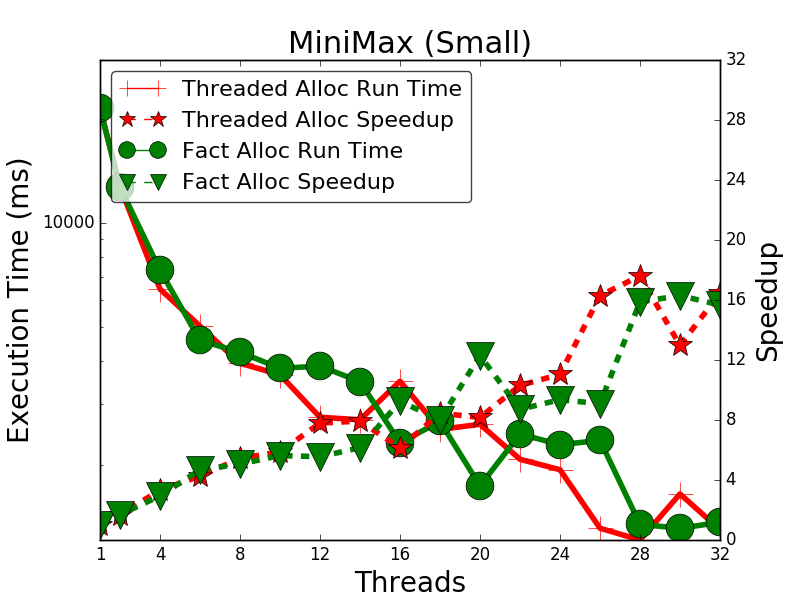 MiniMax (Small)
Threaded Alloc Run Time
Threaded Alloc Speedup
Fact Alloc Run Time
Fact Alloc Speedup
Execution Time (ms)
10000
32
28
24
20
16
12
8
4
0
Speedup
1 4 8 12 16 20 24 28 32
Threads